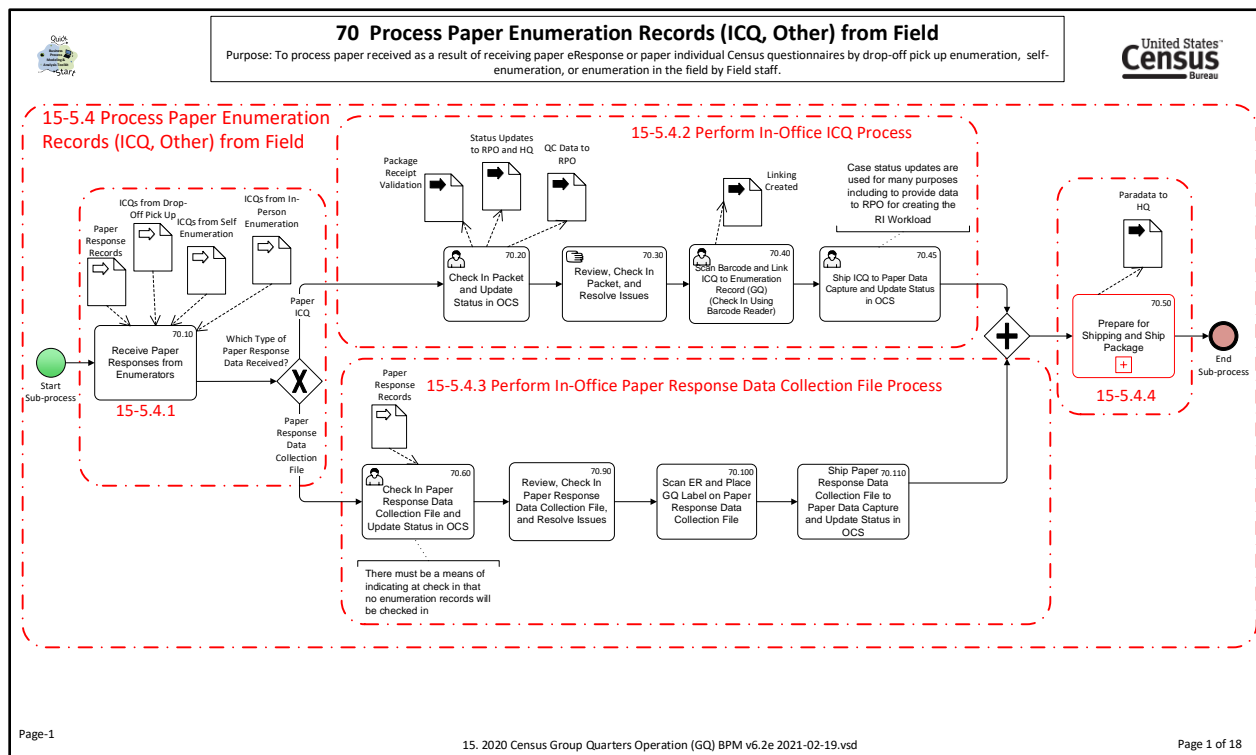 Quick
Start
70 Process Paper Enumeration Records (ICQ, Other) from Field
Purpose: To process paper received as a result of receiving paper eResponse or paper individual Census questionnaires by drop-off pick up enumeration, self-
enumeration, or enumeration in the field by Field staff.
United States®
Census
Bureau
15-5.4 Process Paper Enumeration
Records (ICQ, Other) from Field
15-5.4.2 Perform In-Office ICQ Process
Package
Receipt
Validation
Status Updates
to RPO and HQ
QC Data to
RPO
Linking
Created
Case status updates are
used for many purposes
including to provide data
to RPO for creating the
RI Workload
Paradata to
HQ
Paper
Response
Records
ICQs from Drop-
Off Pick Up
ICQs from Self
Enumeration
ICQs from In-
Person
Enumeration
70.20
Check In Packet
and Update
Status in OCS
70.30
Review, Check In
Packet, and
Resolve Issues
70.40
Scan Barcode and Link
ICQ to Enumeration
Record (GQ)
(Check In Using
Barcode Reader)
70.45
Ship ICQ to Paper Data
Capture and Update Status
in OCS
70.50
Prepare for
Shipping and Ship
Package
15-5.4.4
End
Sub-process
Start
Sub-process
70.10
Receive Paper
Responses from
Enumerators
15-5.4.1
Which Type of
Paper Response
Data Received?
X
Paper
ICQ
Paper
Response
Data
Collection
File
15-5.4.3 Perform In-Office Paper Response Data Collection File Process
Paper
Response
Records
70.60
Check In Paper
Response Data
Collection File and
Update Status in OCS
70.90
Review, Check In
Paper Response
Data Collection File,
and Resolve Issues
70.100
Scan ER and Place
GQ Label on Paper
Response Data
Collection File
70.110
Ship Paper
Response Data
Collection File to
Paper Data Capture
and Update Status in
OCS
There must be a means of
indicating at check in that
no enumeration records will
be checked in
Page-1
15. 2020 Census Group Quarters Operation (GQ) BPM v6.2e 2021-02-19.vsd
Page 1 of 18